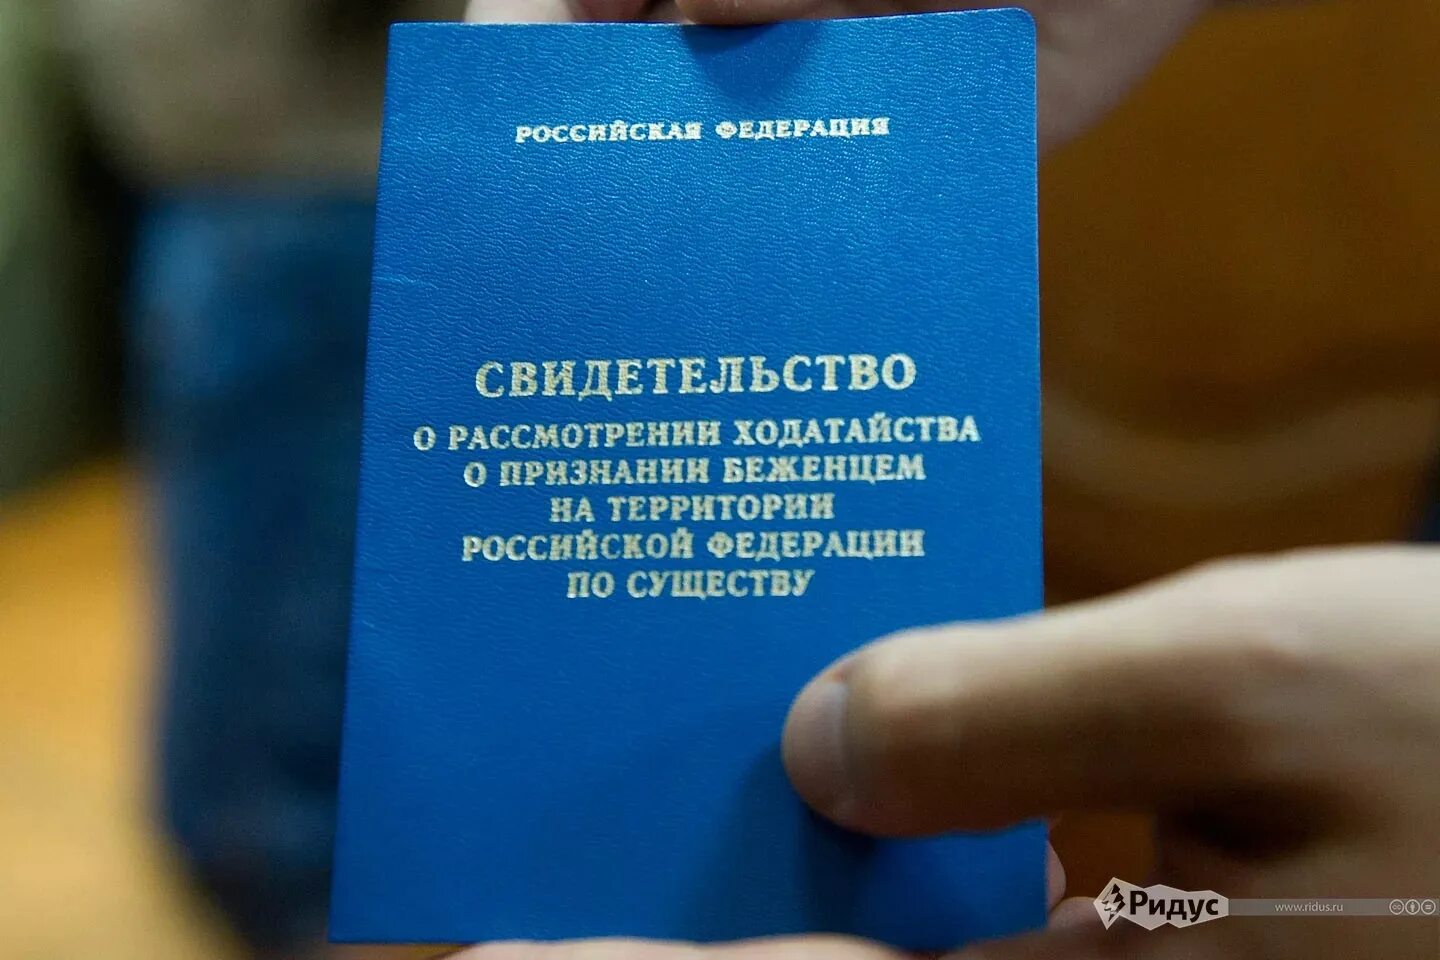 РОССИЙСКАЯ ФЕДЕРАЦИЯ
СВИДЕТЕЛЬСТВО
О РАССМОТРЕНИИ ХОДАТАЙСТВА
О ПРИЗНАНИИ БЕЖЕНЦЕМ
НА ТЕРРИТОРИИ
РОССИЙСКОЙ ФЕДЕРАЦИИ
ПО СУЩЕСТВУ
Ридус www.ridus.ru